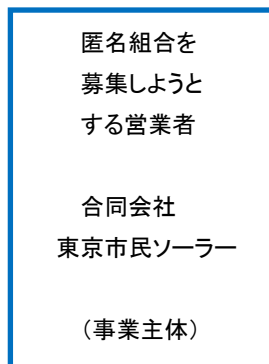 匿名組合を
募集しようと
する営業者
合同会社
東京市民ソーラー
（事業主体）